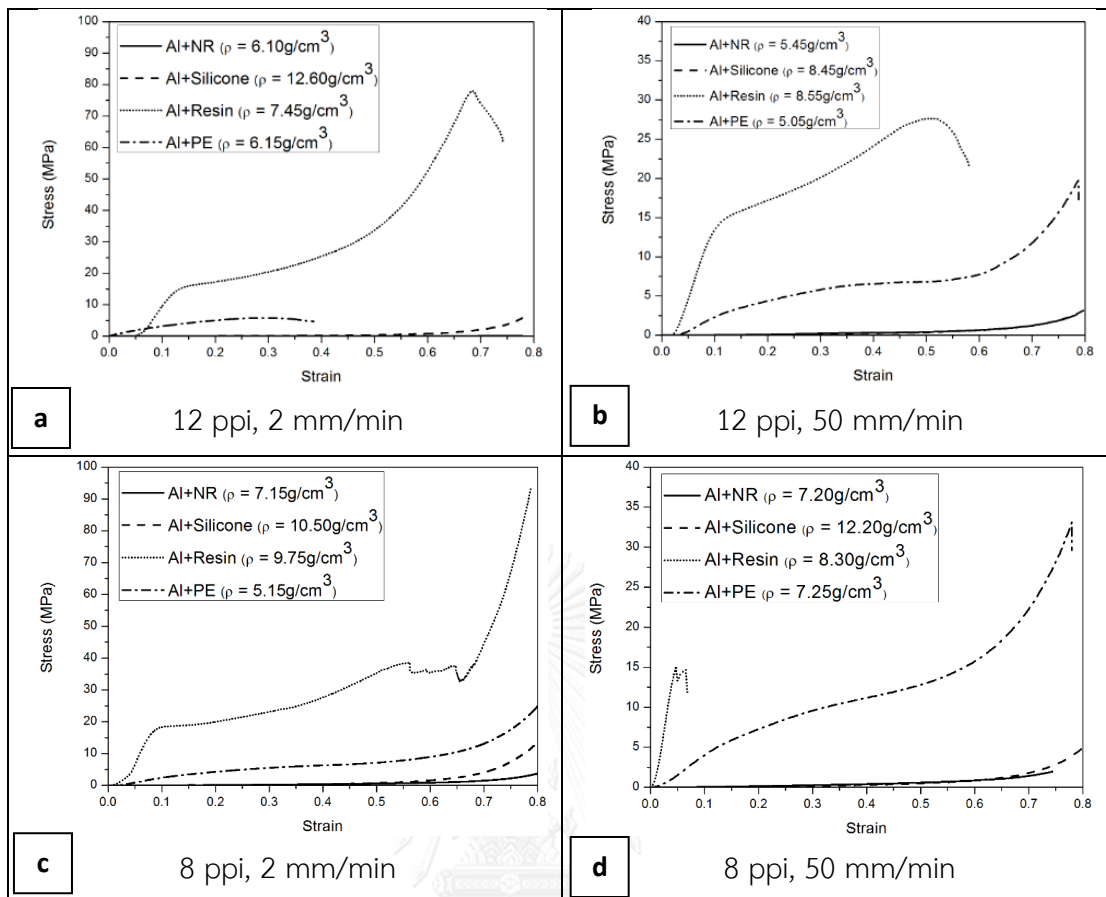 100
90
80
70
60
50
40
30
20
10
0
Stress (MPa)
Al+NR (ρ = 6.10g/cm³)
Al+Silicone (ρ = 12.60g/cm³)
Al+Resin (ρ = 7.45g/cm³)
Al+PE (ρ = 6.15g/cm³)
0.0 0.1 0.2 0.3 0.4 0.5 0.6 0.7 0.8
Strain
a
12 ppi, 2 mm/min
40
35
30
25
20
15
10
5
0
Stress (MPa)
Al+NR (ρ = 5.45g/cm³)
Al+Silicone (ρ = 8.45g/cm³)
Al+Resin (ρ = 8.55g/cm³)
Al+PE (ρ = 5.05g/cm³)
0.0 0.1 0.2 0.3 0.4 0.5 0.6 0.7 0.8
Strain
b
12 ppi, 50 mm/min
100
90
80
70
60
50
40
30
20
10
0
Stress (MPa)
Al+NR (ρ = 7.15g/cm³)
Al+Silicone (ρ = 10.50g/cm³)
Al+Resin (ρ = 9.75g/cm³)
Al+PE (ρ = 5.15g/cm³)
0.0 0.1 0.2 0.3 0.4 0.5 0.6 0.7 0.8
Strain
c
8 ppi, 2 mm/min
40
35
30
25
20
15
10
5
0
Stress (MPa)
Al+NR (ρ = 7.20g/cm³)
Al+Silicone (ρ = 12.20g/cm³)
Al+Resin (ρ = 8.30g/cm³)
Al+PE (ρ = 7.25g/cm³)
0.0 0.1 0.2 0.3 0.4 0.5 0.6 0.7 0.8
Strain
d
8 ppi, 50 mm/min